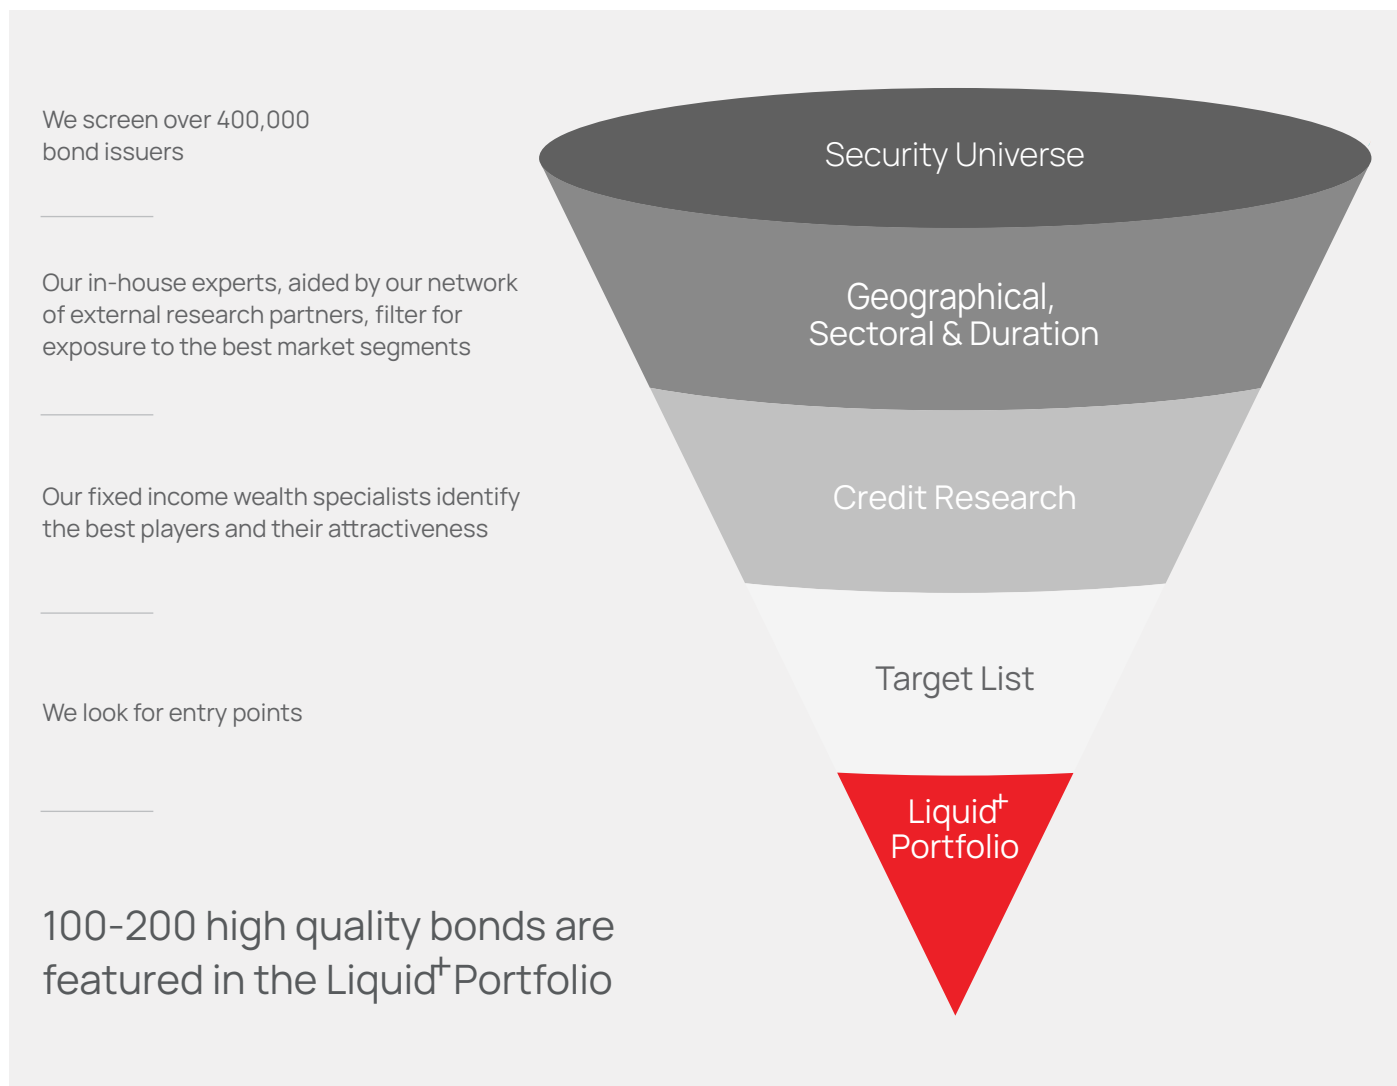 We screen over 400,000
bond issuers
Security Universe
Our in-house experts, aided by our network
of external research partners, filter for
exposure to the best market segments
Geographical,
Sectoral & Duration
Our fixed income wealth specialists identify
the best players and their attractiveness
Credit Research
We look for entry points
Target List
Liquid+
Portfolio
100-200 high quality bonds are
featured in the Liquid+ Portfolio